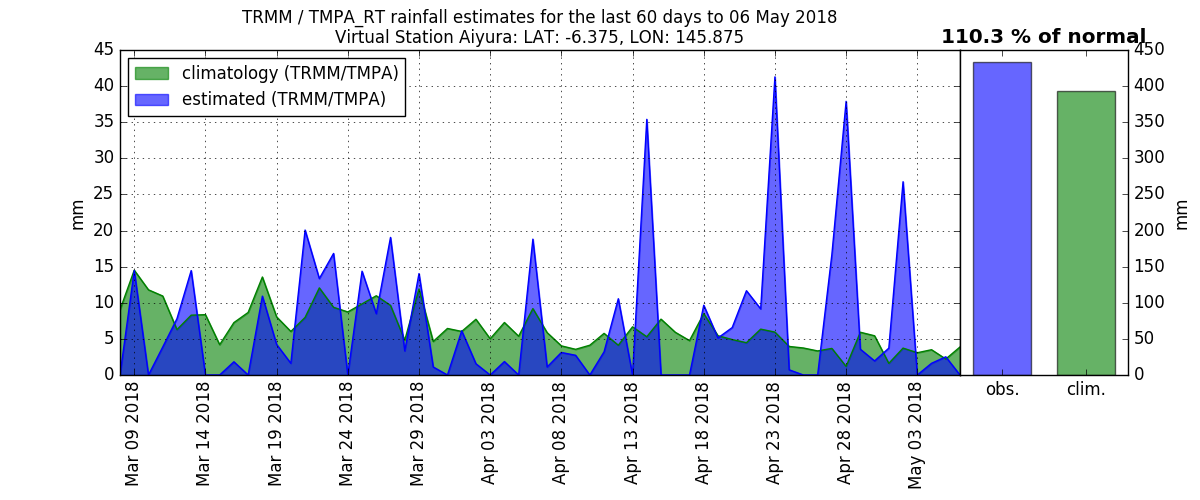 TRMM / TMPA_RT rainfall estimates for the last 60 days to 06 May 2018
Virtual Station Aiyura: LAT: -6.375, LON: 145.875
110.3 % of normal
climatology (TRMM/TMPA)
estimated (TRMM/TMPA)
mm
45
40
35
30
25
20
15
10
5
0
450
400
350
300
250
200
150
100
50
0
mm
obs.
clim.
Mar 09 2018
Mar 14 2018
Mar 19 2018
Mar 24 2018
Mar 29 2018
Apr 03 2018
Apr 08 2018
Apr 13 2018
Apr 18 2018
Apr 23 2018
Apr 28 2018
May 03 2018